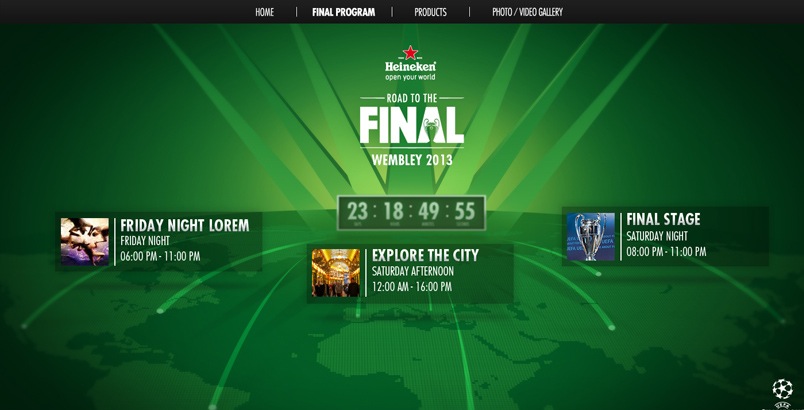 HOME
FINAL PROGRAM
PRODUCTS
PHOTO / VIDEO GALLERY
Heineken
open your world
ROAD TO THE
FINAL
WEMBLEY 2013
23 : 18 : 49 : 55
FRIDAY NIGHT LOREM
FRIDAY NIGHT
06:00 PM - 11:00 PM
EXPLORE THE CITY
SATURDAY AFTERNOON
12:00 AM - 16:00 PM
FINAL STAGE
SATURDAY NIGHT
08:00 PM - 11:00 PM
UEFA